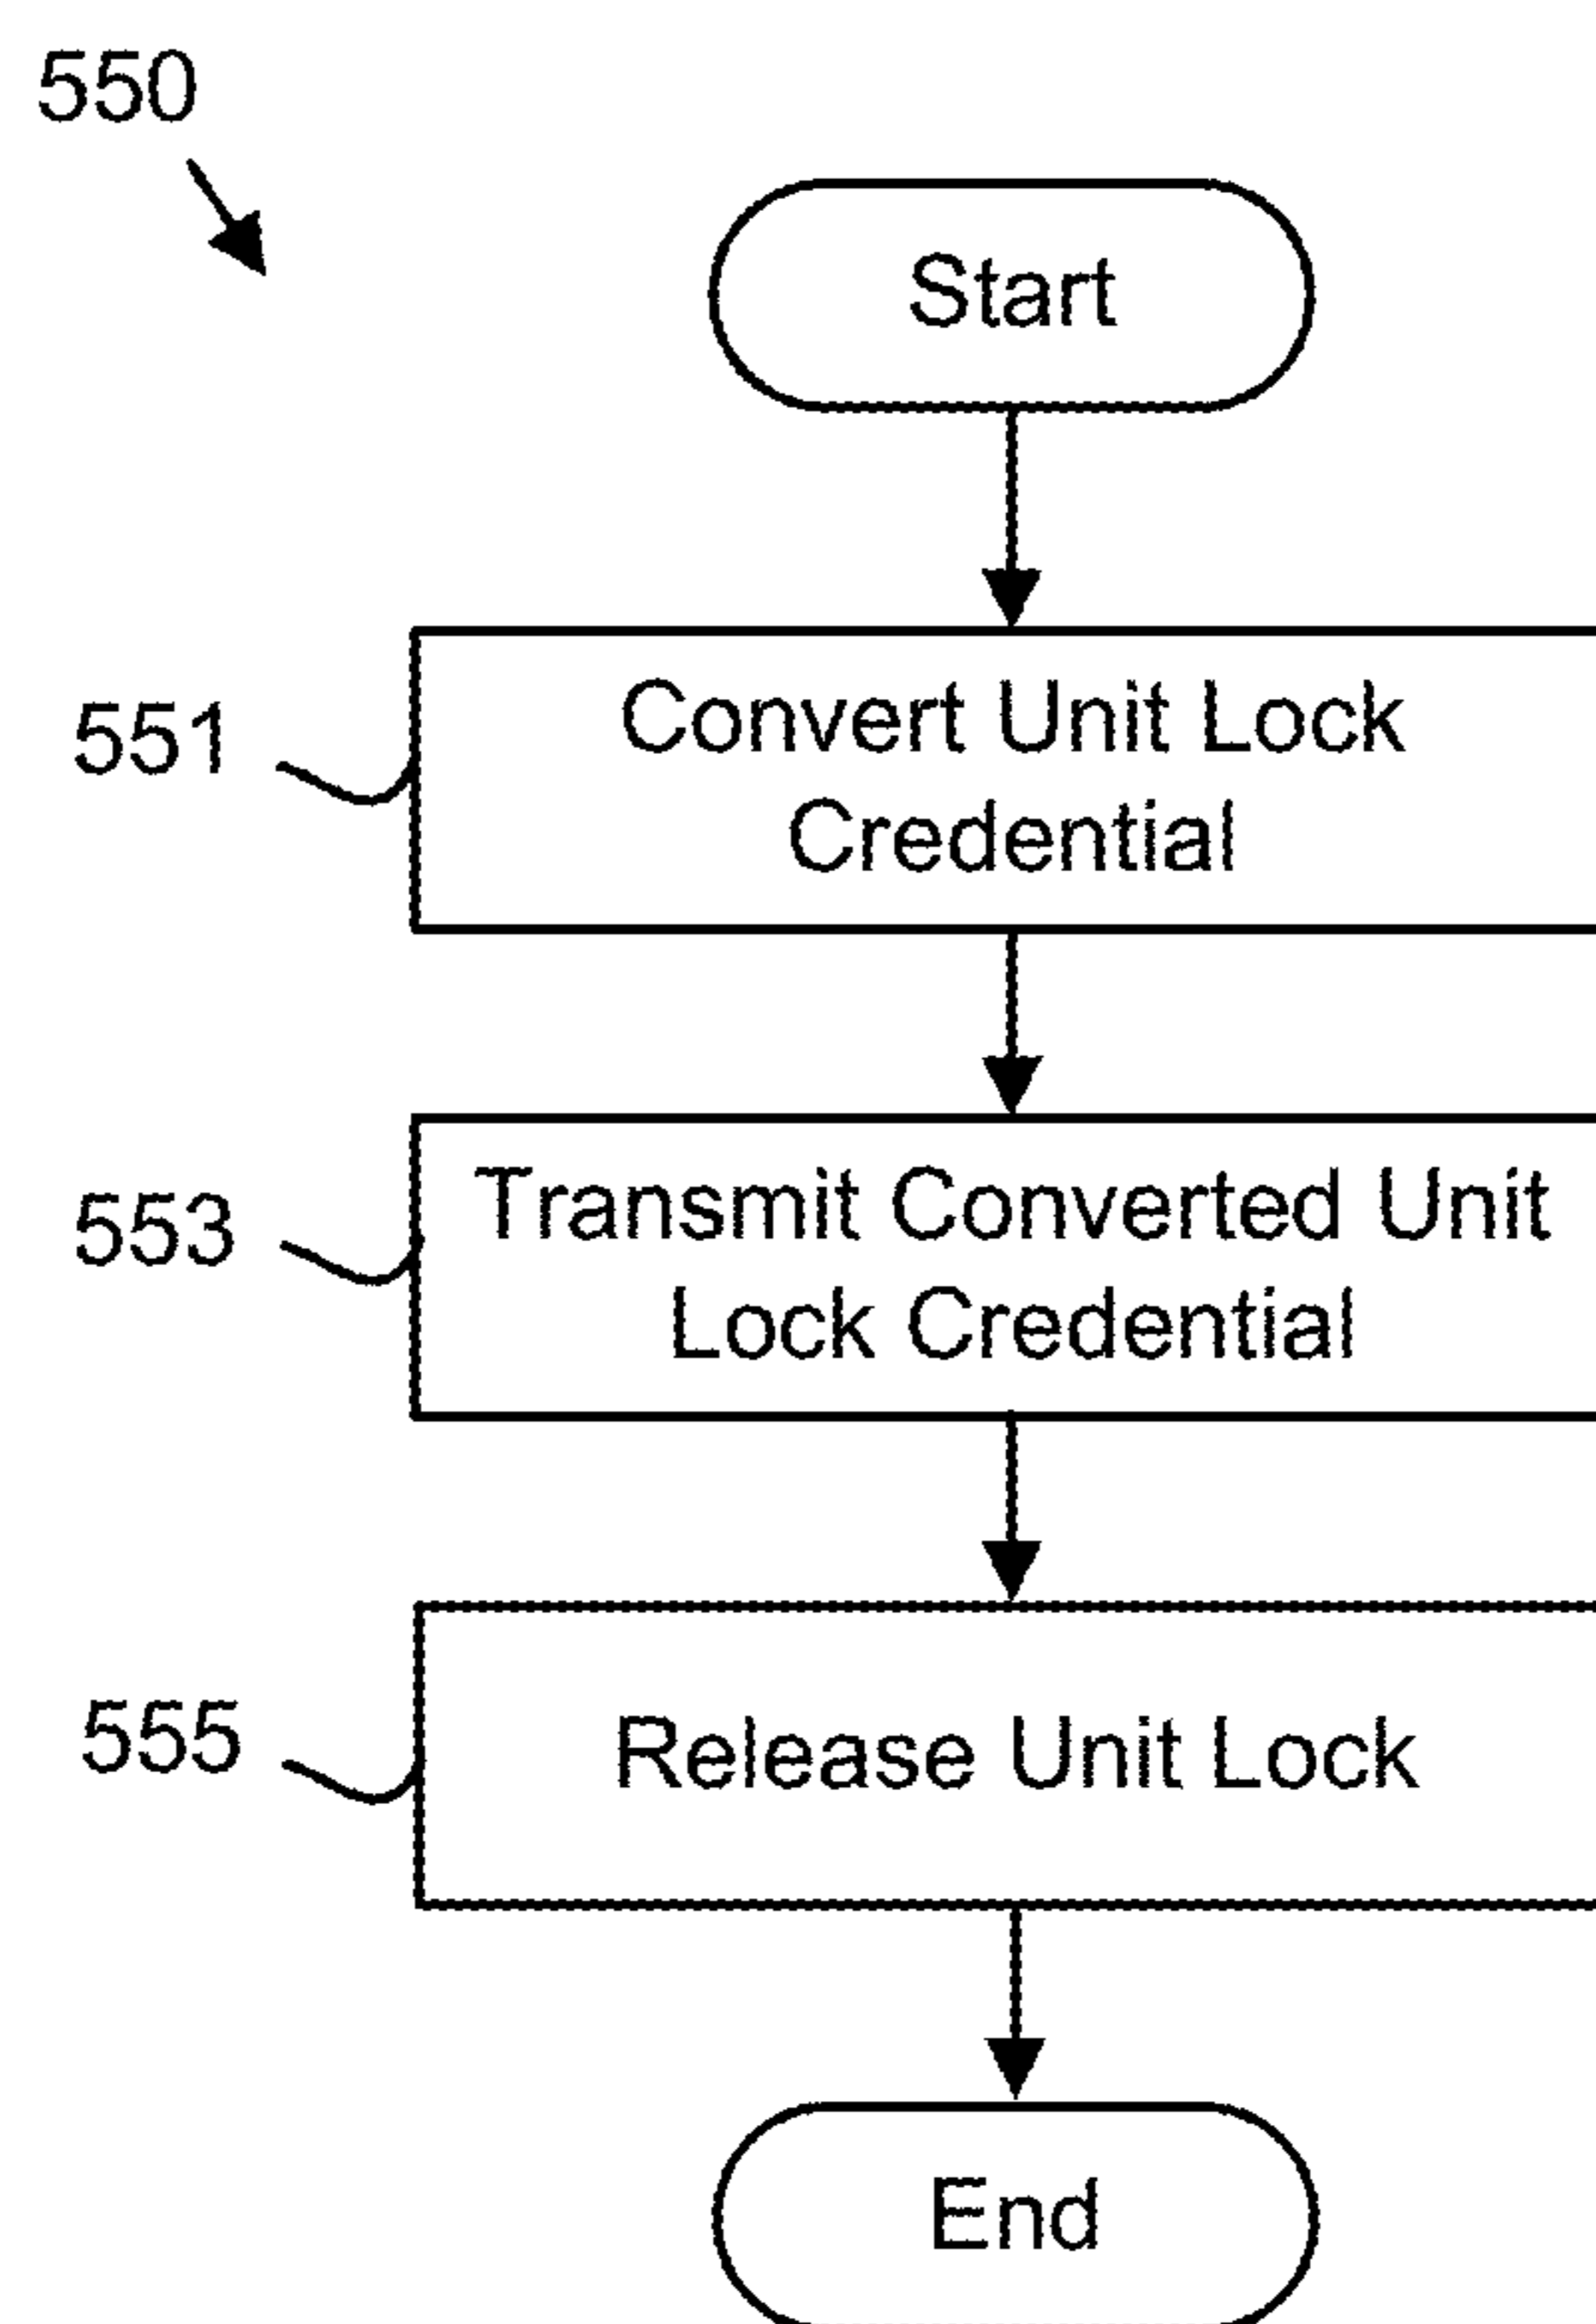 550
Start
551
Convert Unit Lock
Credential
553
Transmit Converted Unit
Lock Credential
555
Release Unit Lock
End